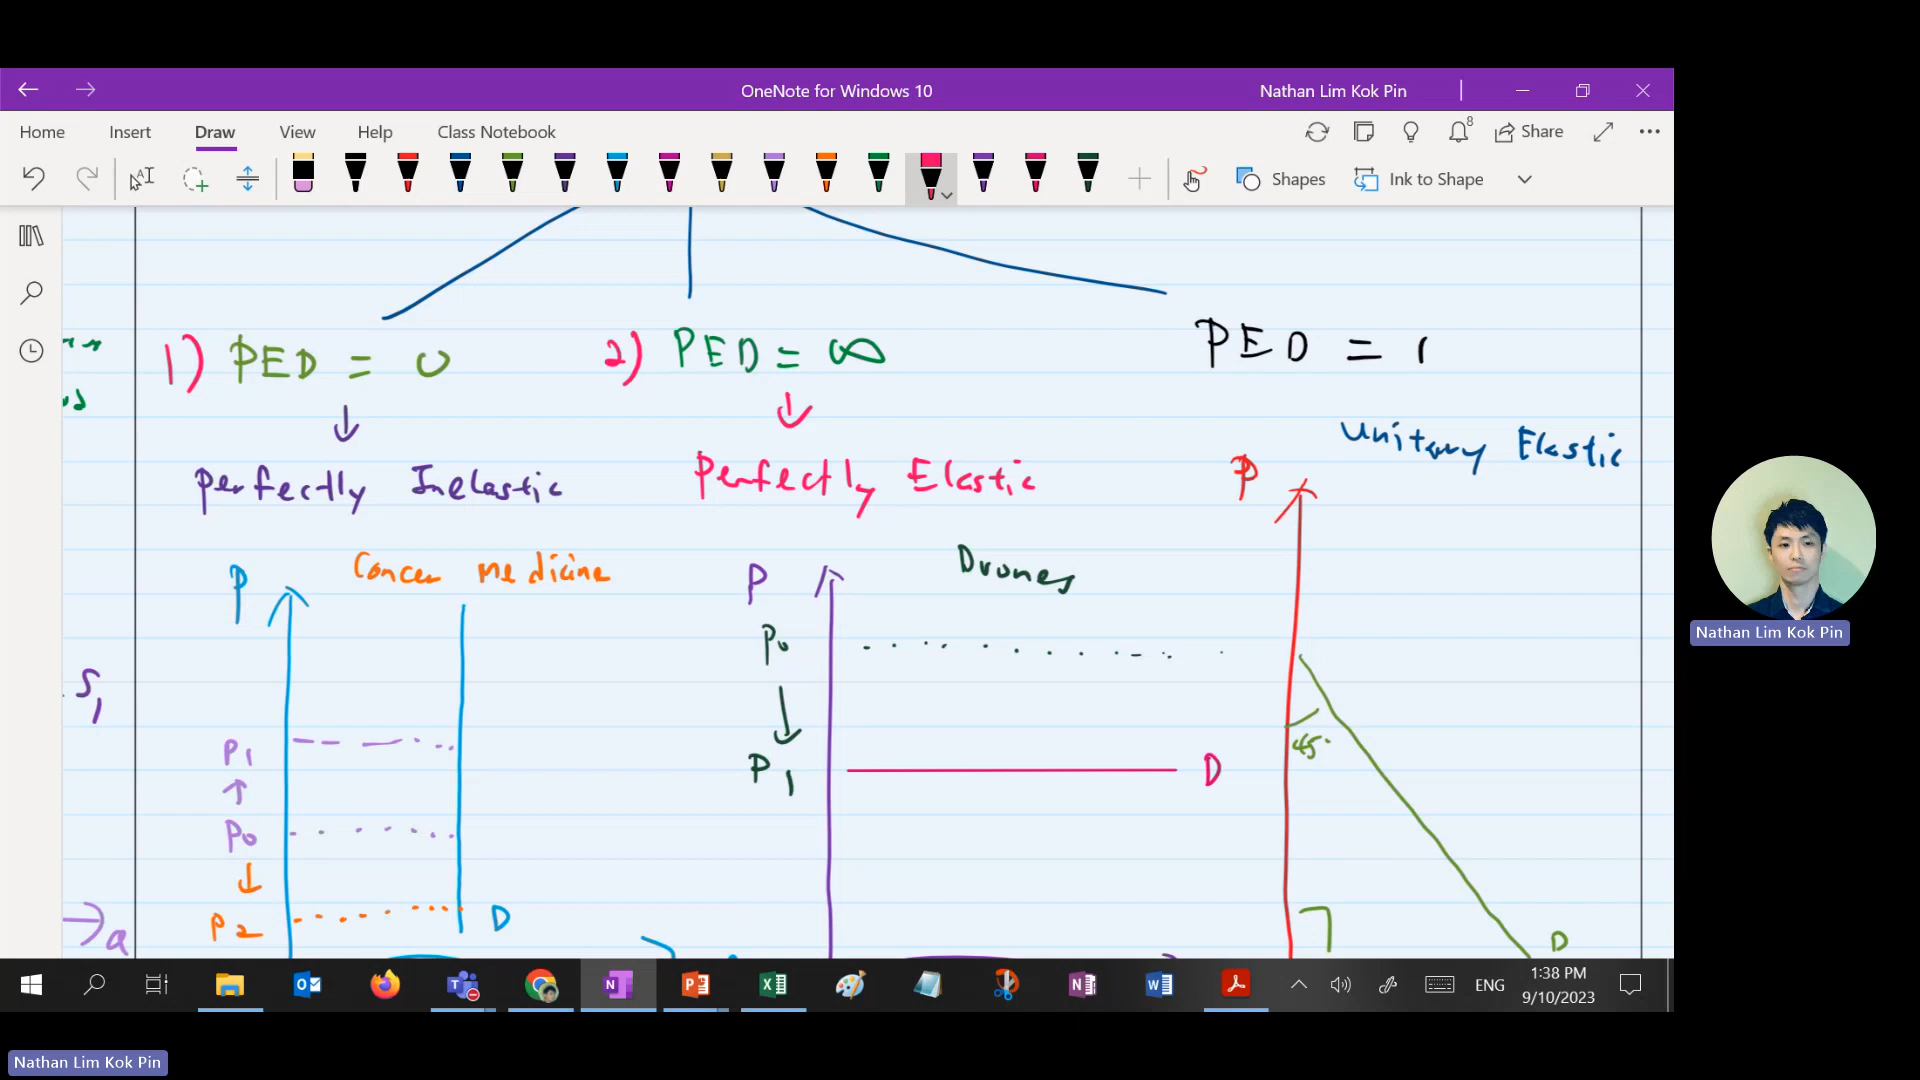 OneNote for Windows 10
Nathan Lim Kok Pin
Home Insert Draw View Help Class Notebook
8
Share
Shapes
Ink to Shape
1) PED = 0
2) PED = ∞
PED = 1
Perfectly Inelastic
Perfectly Elastic
Unitary Elastic
P
Cancer medicine
P
Drones
P
P0
P1
D
45°
S1
P1
P0
P2
D
Q
D
Nathan Lim Kok Pin
ENG
1:38 PM
9/10/2023
Nathan Lim Kok Pin